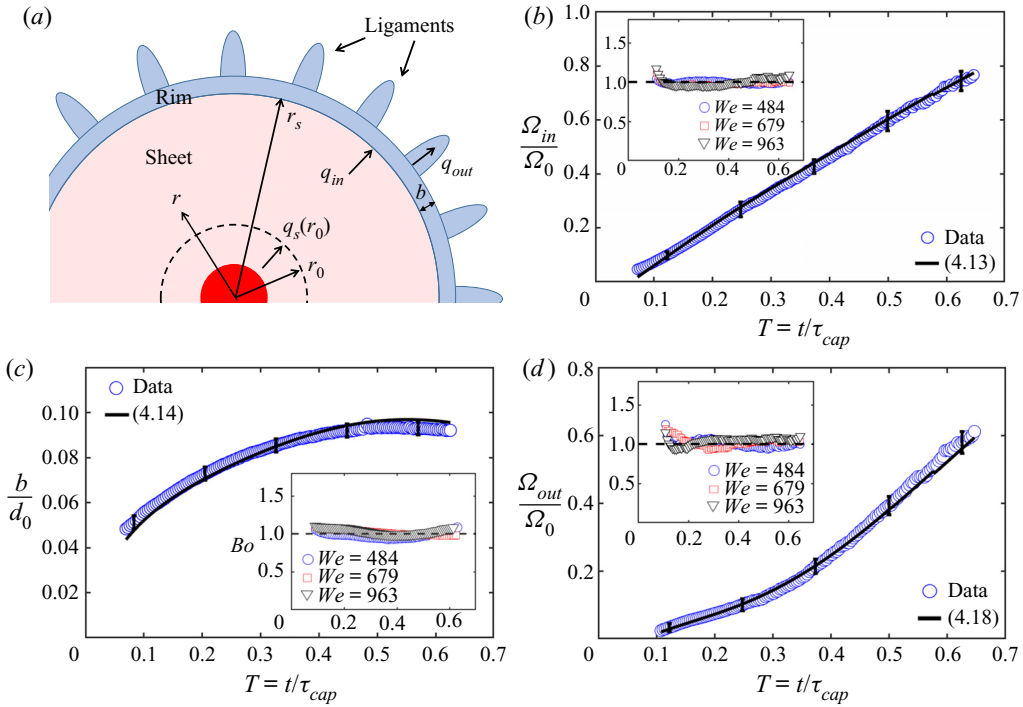 (a)
Ligaments
Rim
r_s
Sheet
q_in
q_out
b
r
q_s(r_0)
r_0
(b)
1.0
0.8
0.6
0.4
0.2
0
Ω_in/Ω_0
1.5
1.0
0.5
0 0.2 0.4 0.6
We = 484
We = 679
We = 963
Data
(4.13)
0.1 0.2 0.3 0.4 0.5 0.6 0.7
T = t/τ_cap
(c)
Data
(4.14)
0.10
0.08
0.06
0.04
0.02
b/d_0
1.5
Bo 1.0
0.5
We = 484
We = 679
We = 963
0 0.2 0.4 0.6
0 0.1 0.2 0.3 0.4 0.5 0.6 0.7
T = t/τ_cap
(d)
0.8
0.6
0.4
0.2
Ω_out/Ω_0
1.5
1.0
0.5
We = 484
We = 679
We = 963
0 0.2 0.4 0.6
Data
(4.18)
0 0.1 0.2 0.3 0.4 0.5 0.6 0.7
T = t/τ_cap